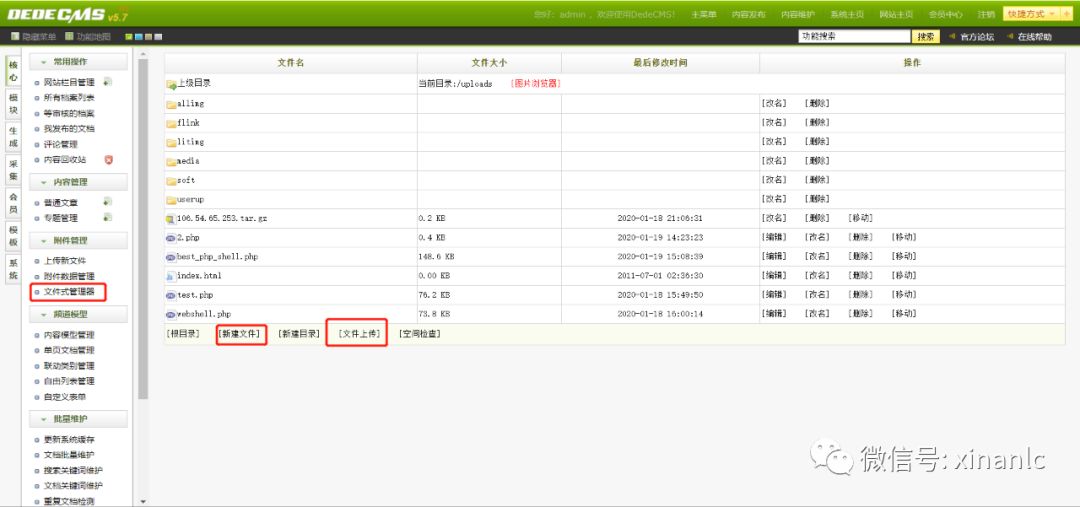 DEDECMS v5.7
您好: admin , 欢迎使用DedeCMS! 主菜单 内容发布 内容维护 系统主页 网站主页 会员中心 注销 快捷方式
隐藏菜单 功能地图 功能搜索 搜索 官方论坛 在线帮助
核心
模块
生成
采集
会员
模板
系统
常用操作
网站栏目管理
所有档案列表
等审核的档案
我发布的文档
评论管理
内容回收站
内容管理
普通文章
专题管理
附件管理
上传新文件
附件数据管理
文件式管理器
频道模型
内容模型管理
单页文档管理
联动类别管理
自由列表管理
自定义表单
批量维护
更新系统缓存
文档批量维护
搜索关键词维护
文档关键词维护
重复文档检测
文件名 文件大小 最后修改时间 操作
上级目录 当前目录:/uploads [图片浏览器]
allimg [改名] [删除]
flink [改名] [删除]
litimg [改名] [删除]
media [改名] [删除]
soft [改名] [删除]
userup [改名] [删除]
106.54.65.253.tar.gz 0.2 KB 2020-01-18 21:06:31 [改名] [删除] [移动]
2.php 0.4 KB 2020-01-19 14:23:23 [编辑] [改名] [删除] [移动]
best_php_shell.php 148.6 KB 2020-01-19 15:08:39 [编辑] [改名] [删除] [移动]
index.html 0.00 KB 2011-07-01 02:36:30 [编辑] [改名] [删除] [移动]
test.php 76.2 KB 2020-01-18 15:49:50 [编辑] [改名] [删除] [移动]
webshell.php 73.8 KB 2020-01-18 16:00:14 [编辑] [改名] [删除] [移动]
[根目录] [新建文件] [新建目录] [文件上传] [空间检查]
微信号: xinanlc